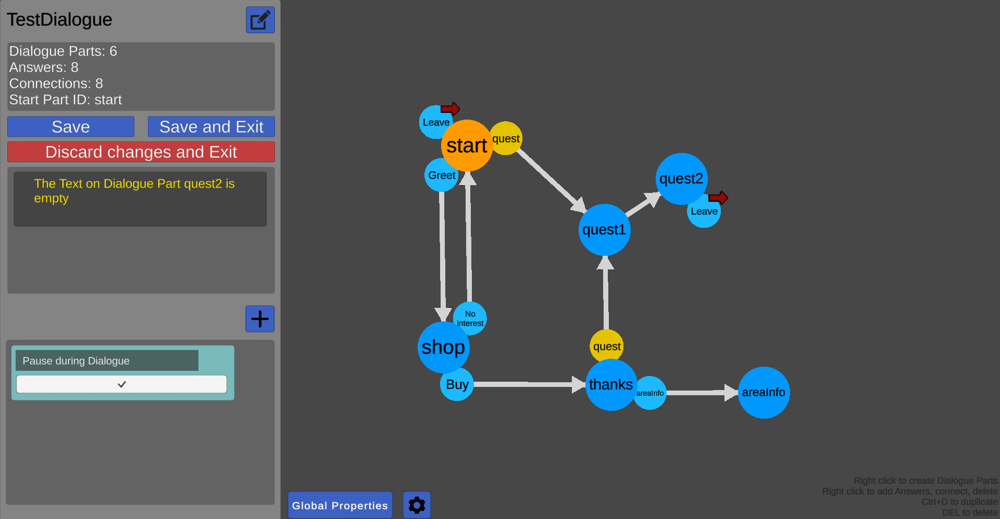 TestDialogue
Dialogue Parts: 6
Answers: 8
Connections: 8
Start Part ID: start
Save
Save and Exit
Discard changes and Exit
The Text on Dialogue Part quest2 is
empty
Pause during Dialogue
Leave
start
quest
Greet
quest2
Leave
quest1
No
interest
shop
quest
Buy
thanks
areaInfo
areaInfo
Global Properties
Right click to create Dialogue Parts
Right click to add Answers, connect, delete
Ctrl+D to duplicate
DEL to delete